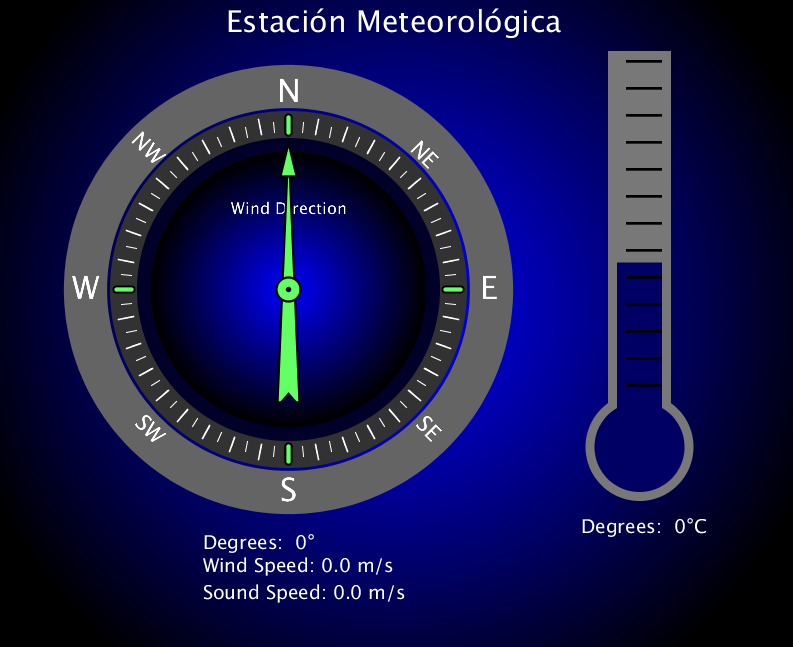 Estación Meteorológica
N
NW
NE
Wind Direction
W
E
SW
SE
S
Degrees: 0°C
Degrees: 0°
Wind Speed: 0.0 m/s
Sound Speed: 0.0 m/s